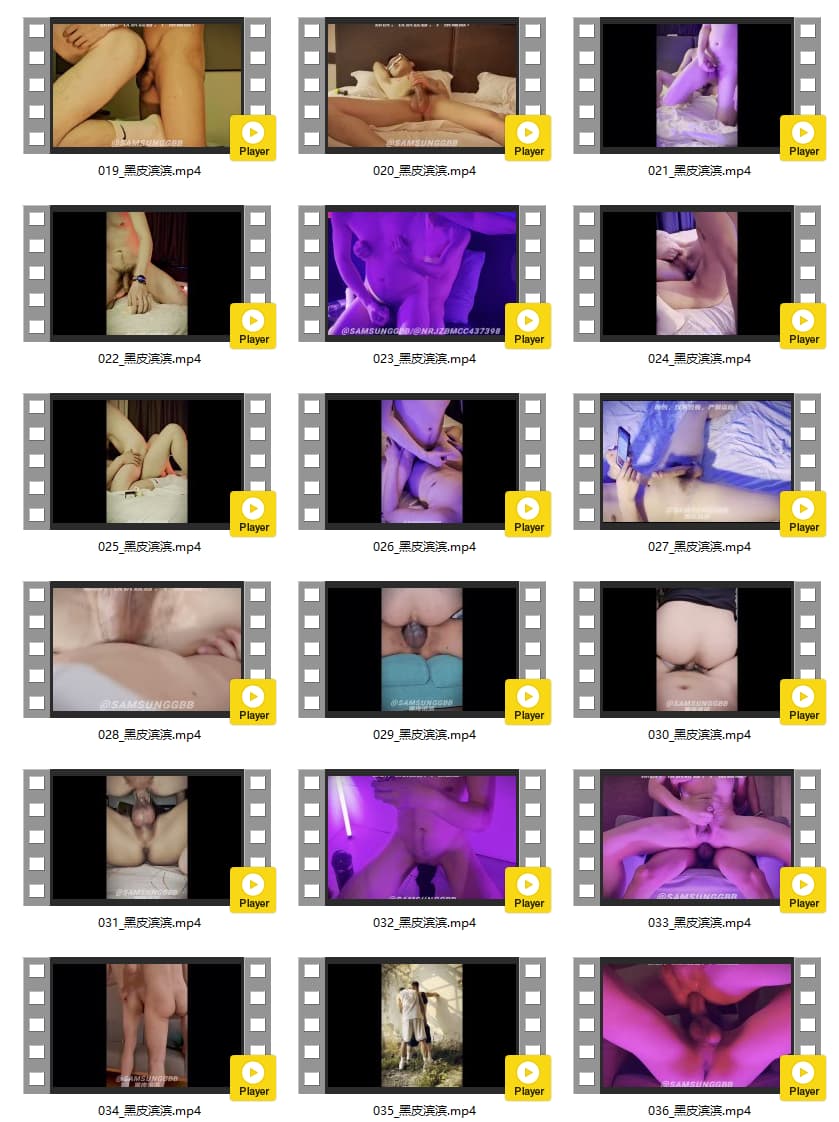 @SAMSUNGGBB
Player
019_黑皮滨滨.mp4
@SAMSUNGGBB
Player
020_黑皮滨滨.mp4
Player
021_黑皮滨滨.mp4
Player
022_黑皮滨滨.mp4
@SAMSUNGGBB/@NRJZBMCC437398
Player
023_黑皮滨滨.mp4
Player
024_黑皮滨滨.mp4
Player
025_黑皮滨滨.mp4
Player
026_黑皮滨滨.mp4
@SAMSUNGGBB
Player
027_黑皮滨滨.mp4
@SAMSUNGGBB
Player
028_黑皮滨滨.mp4
@SAMSUNGGBB
Player
029_黑皮滨滨.mp4
@SAMSUNGGBB
Player
030_黑皮滨滨.mp4
@SAMSUNGGBB
Player
031_黑皮滨滨.mp4
@SAMSUNGGBB
Player
032_黑皮滨滨.mp4
@SAMSUNGGBB
Player
033_黑皮滨滨.mp4
@SAMSUNGGBB
Player
034_黑皮滨滨.mp4
Player
035_黑皮滨滨.mp4
@SAMSUNGGBB
Player
036_黑皮滨滨.mp4